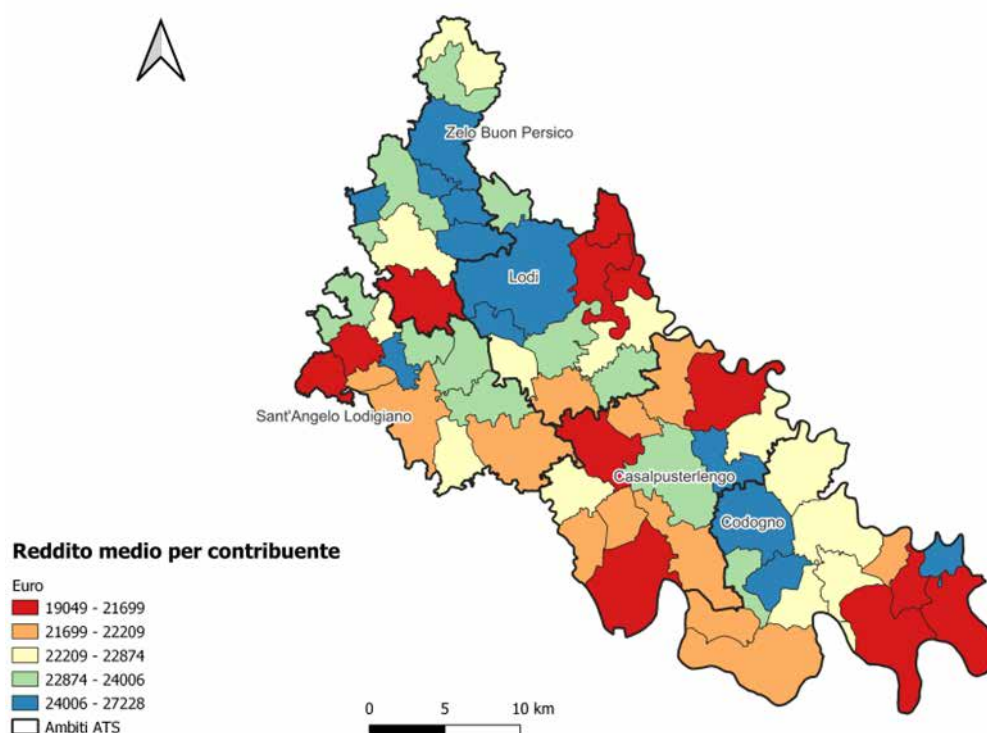 Zelo Buon Persico
Lodi
Sant'Angelo Lodigiano
Casalpusterlengo
Codogno
Reddito medio per contribuente
Euro
19049 - 21699
21699 - 22209
22209 - 22874
22874 - 24006
24006 - 27228
Ambiti ATS
0 5 10 km